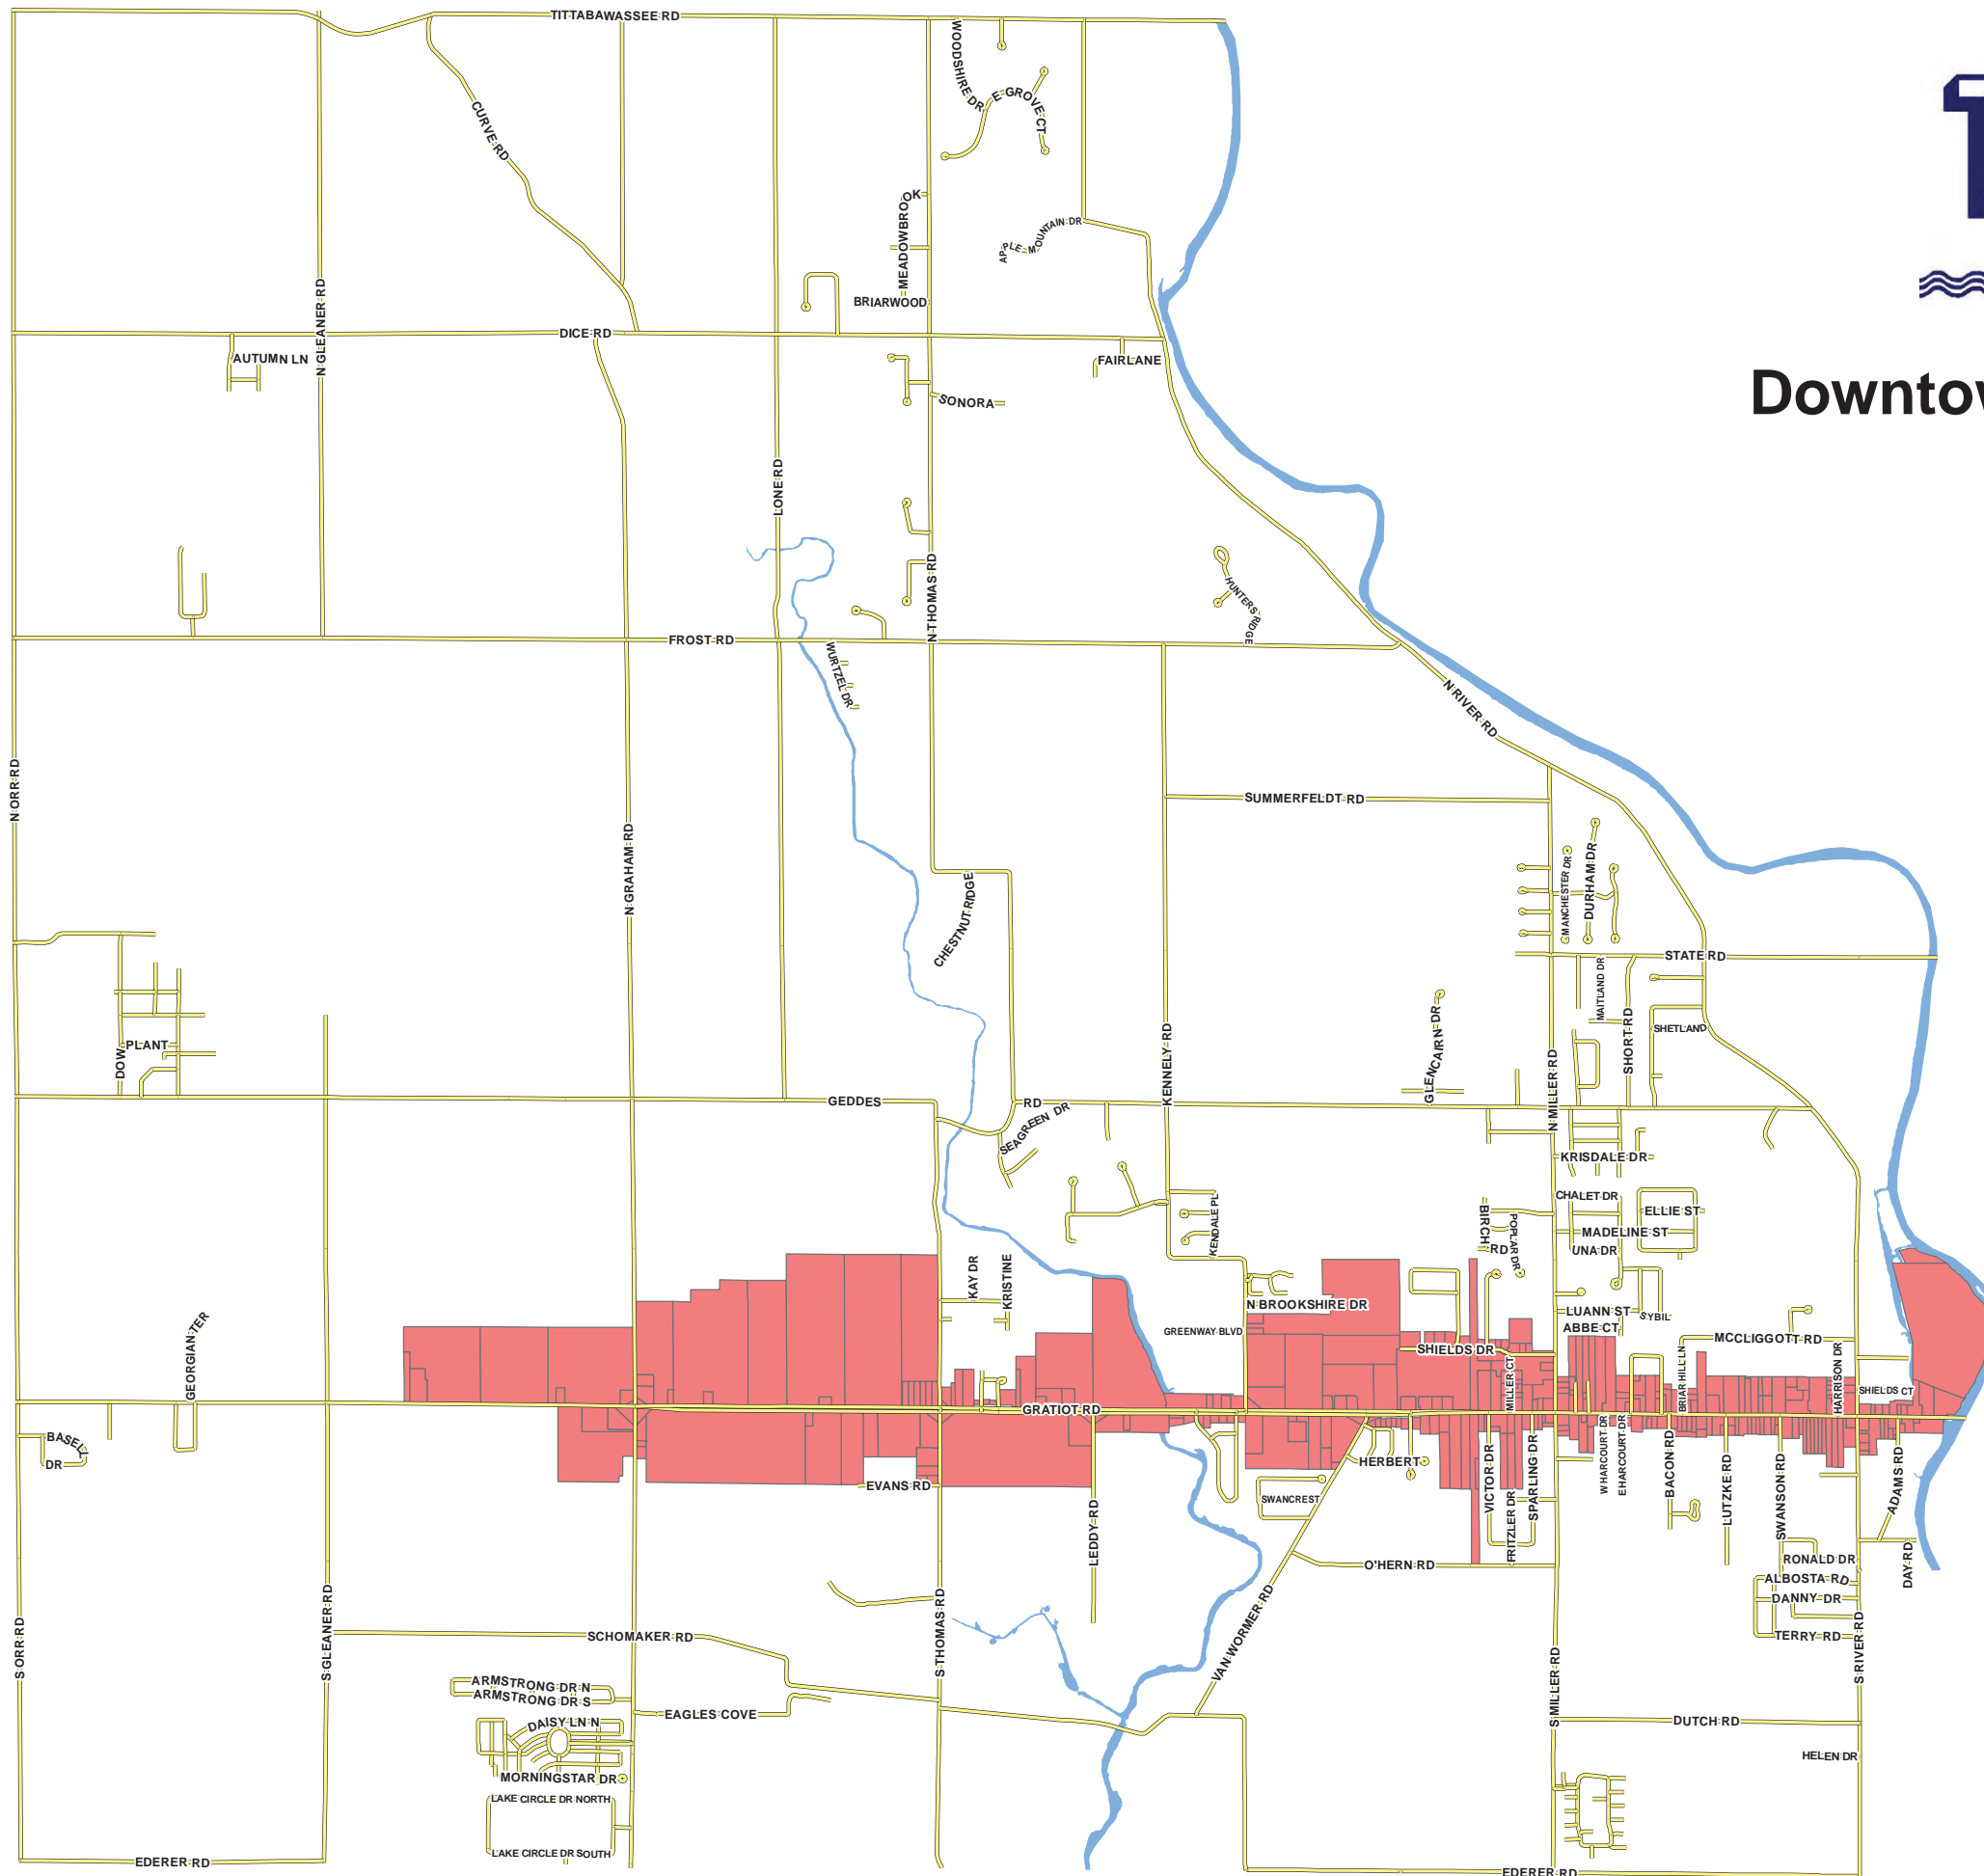 TITTABAWASSEE RD
WOODSHIRE DR
E GROVE CT
CURVE RD
MEADOWBROOK
APPLE MOUNTAIN DR
BRIARWOOD
N GLEANER RD
DICE RD
AUTUMN LN
FAIRLANE
SONORA
Downto
LONE RD
N THOMAS RD
HUNTERS RIDGE
FROST RD
WURTZEL DR
N RIVER RD
N ORR RD
SUMMERFELDT RD
N GRAHAM RD
MANCHESTER DR
DURHAM DR
CHESTNUT RIDGE
STATE RD
MAITLAND DR
SHORT RD
SHETLAND
GLENCAIRN DR
KENNELY RD
N MILLER RD
DOW
PLANT
GEDDES
RD
SEAGREEN DR
KRISDALE DR
CHALET DR
ELLIE ST
MADELINE ST
UNA DR
KENDALE PL
BIRCH
RD
POPLAR DR
KAY DR
KRISTINE
N BROOKSHIRE DR
LUANN ST
SYBIL
ABBE CT
GREENWAY BLVD
MCCLIGGOTT RD
GEORGIAN TER
SHIELDS DR
MILLER CT
BRIAR HILL LN
HARRISON DR
SHIELDS CT
GRATIOT RD
BASEL
DR
HERBERT
W HARCOURT DR
E HARCOURT DR
BACON RD
LUTZKE RD
SWANSON RD
ADAMS RD
EVANS RD
SWANCREST
VICTOR DR
FRITZLER DR
SPARLING DR
LEDDY RD
O'HERN RD
RONALD DR
DAY RD
ALBOSTA RD
DANNY DR
TERRY RD
VAN WORMER RD
S ORR RD
S GLEANER RD
SCHOMAKER RD
S THOMAS RD
S MILLER RD
S RIVER RD
ARMSTRONG DR N
ARMSTRONG DR S
EAGLES COVE
DAISY LN N
DUTCH RD
HELEN DR
MORNINGSTAR DR
LAKE CIRCLE DR NORTH
LAKE CIRCLE DR SOUTH
EDERER RD
EDERER RD